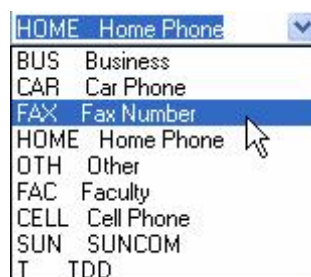 HOME Home Phone
BUS Business
CAR Car Phone
FAX Fax Number
HOME Home Phone
OTH Other
FAC Faculty
CELL Cell Phone
SUN SUNCOM
T TDD